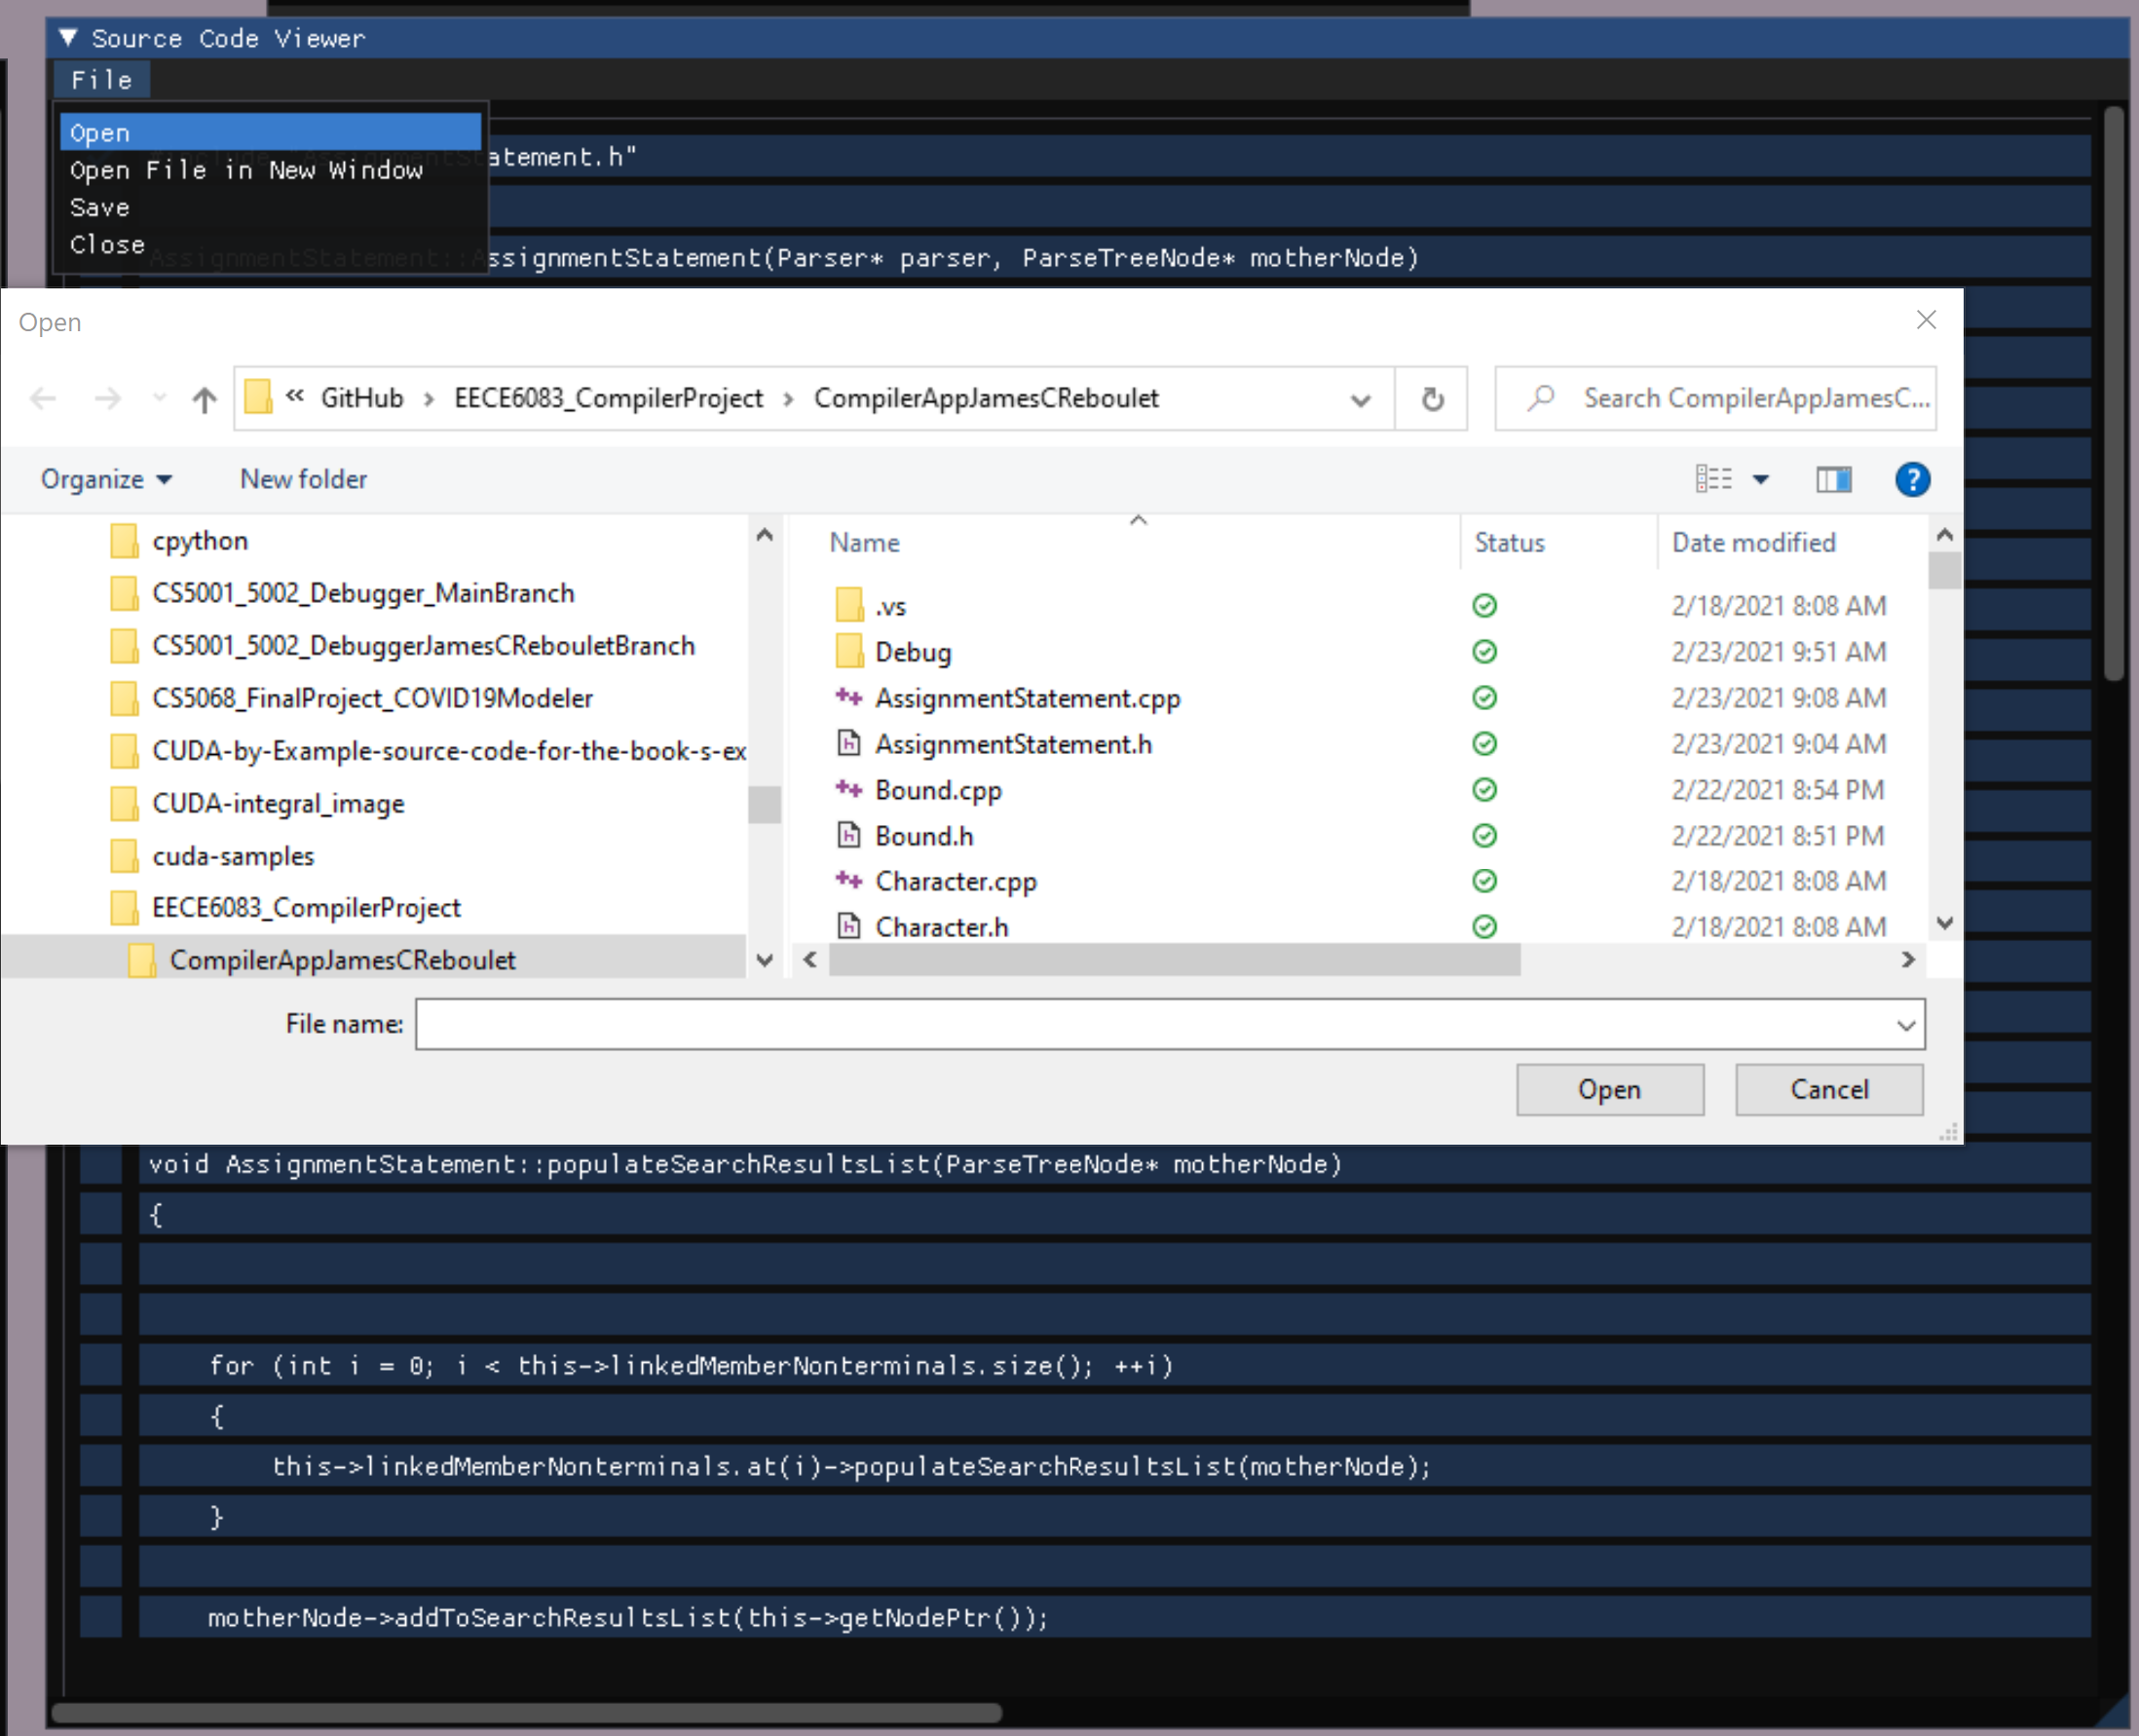 Source Code Viewer
File
Open
Open File in New Window
Save
Close
atement.h"
AssignmentStatement::AssignmentStatement(Parser* parser, ParseTreeNode* motherNode)
Open
« GitHub › EECE6083_CompilerProject › CompilerAppJamesCReboulet
Search CompilerAppJamesC...
Organize New folder
?
cpython
CS5001_5002_Debugger_MainBranch
CS5001_5002_DebuggerJamesCRebouletBranch
CS5068_FinalProject_COVID19Modeler
CUDA-by-Example-source-code-for-the-book-s-ex
CUDA-integral_image
cuda-samples
EECE6083_CompilerProject
CompilerAppJamesCReboulet
Name Status Date modified
.vs 2/18/2021 8:08 AM
Debug 2/23/2021 9:51 AM
AssignmentStatement.cpp 2/23/2021 9:08 AM
AssignmentStatement.h 2/23/2021 9:04 AM
Bound.cpp 2/22/2021 8:54 PM
Bound.h 2/22/2021 8:51 PM
Character.cpp 2/18/2021 8:08 AM
Character.h 2/18/2021 8:08 AM
File name:
Open Cancel
void AssignmentStatement::populateSearchResultsList(ParseTreeNode* motherNode)
{
for (int i = 0; i < this->linkedMemberNonterminals.size(); ++i)
{
this->linkedMemberNonterminals.at(i)->populateSearchResultsList(motherNode);
}
motherNode->addToSearchResultsList(this->getNodePtr());